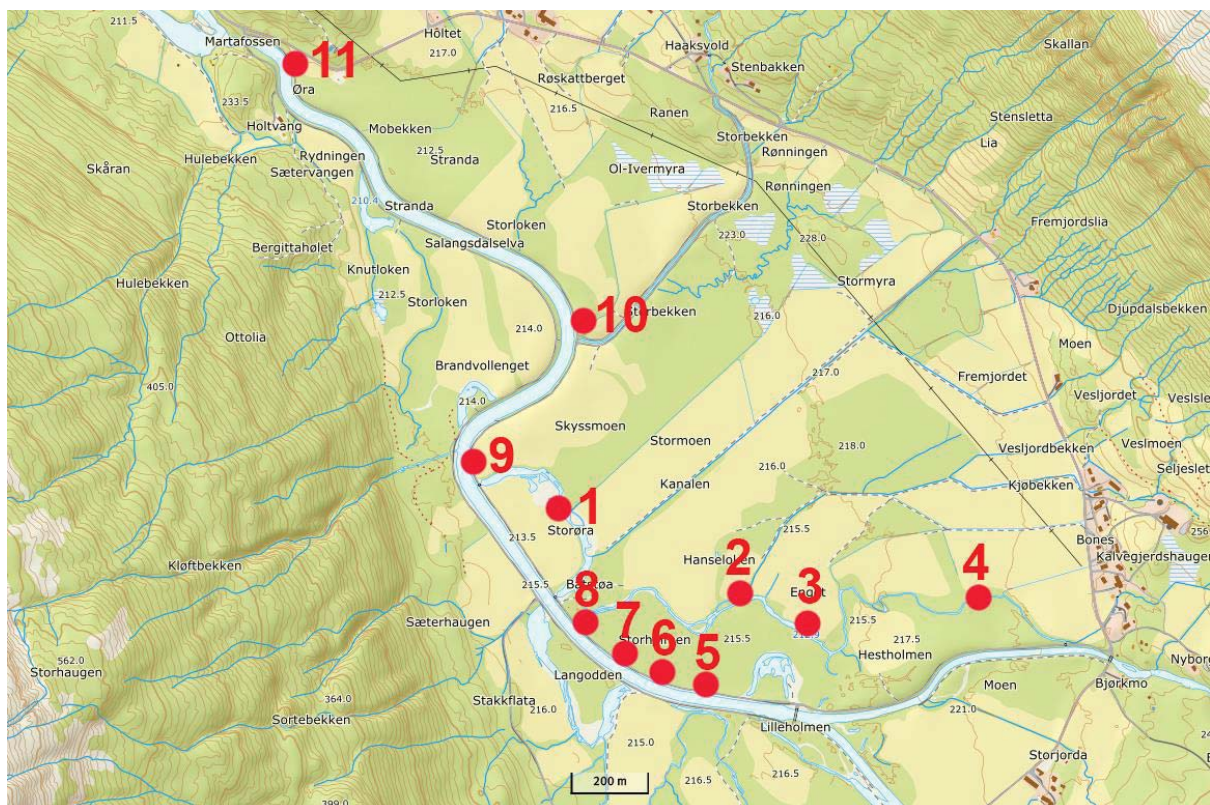 211.5
Martafossen
Høltet
217.0
Haaksvold
Stenbakken
Skallan
11
Øra
Røskattberget
216.5
Ranen
Stensletta
233.5
Holtvang
Mobekken
212.5
Stranda
Storbekken
Rønningen
Lia
Skåran
Hulebekken
Rydningen
Sætervangen
Ol-Ivermyra
Rønningen
210.4
Stranda
Storloken
Storbekken
223.0
228.0
Fremjordslia
Bergittahølet
Salangsdalselva
Knutloken
Stormyra
Hulebekken
212.5
Storloken
10
Storbekken
216.0
Djupdalsbekken
Ottolia
214.0
Moen
Brandvollenget
217.0
Fremjordet
405.0
214.0
Vesljordet
Skyssmoen
Stormoen
218.0
Vesljordbekken
Veslmoen
9
216.0
Kanalen
Kjøbekken
1
Storøra
213.5
215.5
Bones
Kløftbekken
Hanseloken
Kalvegjerdshaugen
215.5
2
Enget
3
4
8
7
Sæterhaugen
Storholmen
215.5
215.5
217.5
562.0
6
5
Hestholmen
Storhaugen
Langodden
Moen
Bjørkmo
Nyborg
364.0
Stakkflata
216.0
221.0
Sortebekken
Lilleholmen
215.0
Storjorda
200 m
216.5
216.5
399.0